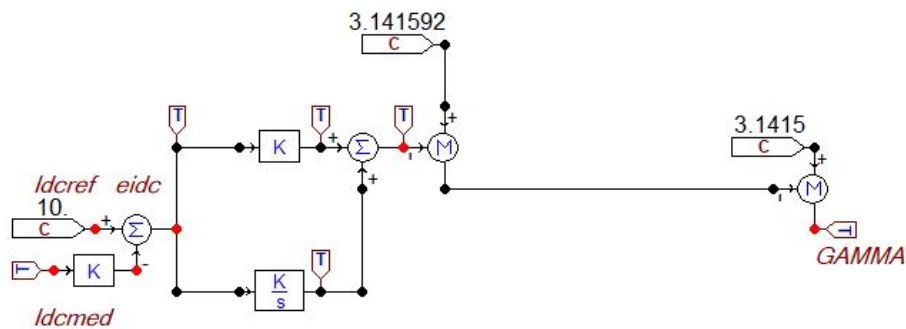 3.141592
C
T
T
T
3.1415
C
K
+
Σ
+
M
+
M
Idcref eidc
10.
C
+
Σ
-
T
K
K
s
T
T
GAMMA
Idcmed